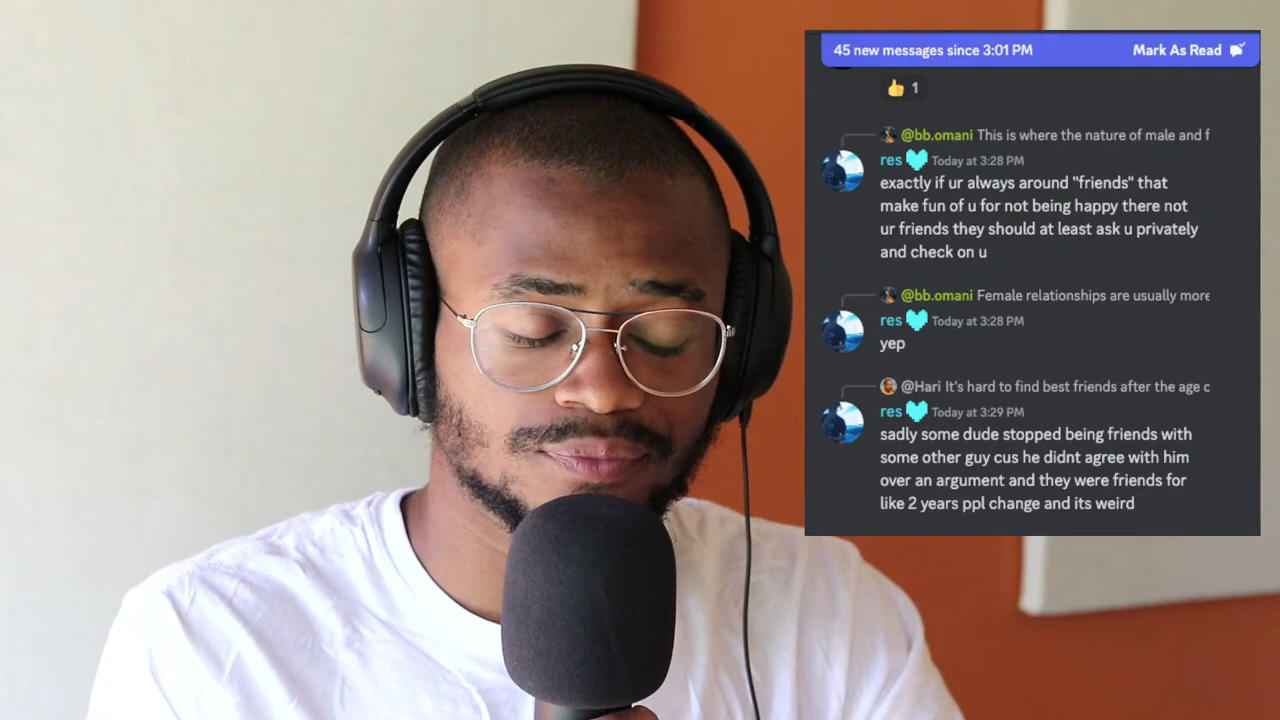 45 new messages since 3:01 PM Mark As Read
👍 1
@bb.omani This is where the nature of male and f
res Today at 3:28 PM
exactly if ur always around "friends" that
make fun of u for not being happy there not
ur friends they should at least ask u privately
and check on u
@bb.omani Female relationships are usually more
res Today at 3:28 PM
yep
@Hari It's hard to find best friends after the age o
res Today at 3:29 PM
sadly some dude stopped being friends with
some other guy cus he didnt agree with him
over an argument and they were friends for
like 2 years ppl change and its weird